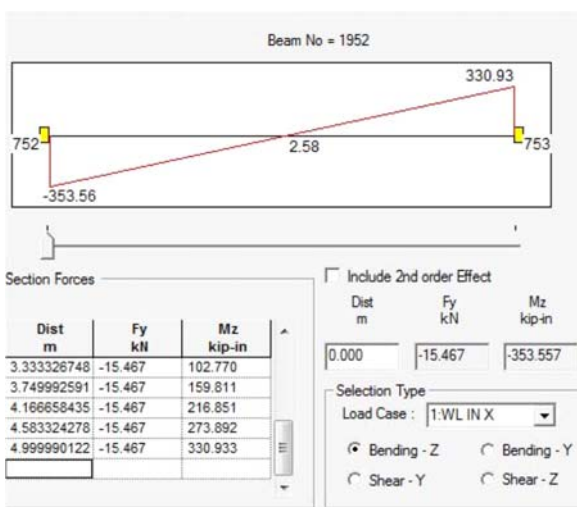 Beam No = 1952
330.93
752
2.58
753
-353.56
Section Forces
Dist m Fy kN Mz kip-in
3.333326748 -15.467 102.770
3.749992591 -15.467 159.811
4.166658435 -15.467 216.851
4.583324278 -15.467 273.892
4.999990122 -15.467 330.933
Include 2nd order Effect
Dist m Fy kN Mz kip-in
0.000 -15.467 -353.557
Selection Type
Load Case : 1:WL IN X
Bending - Z Bending - Y
Shear - Y Shear - Z